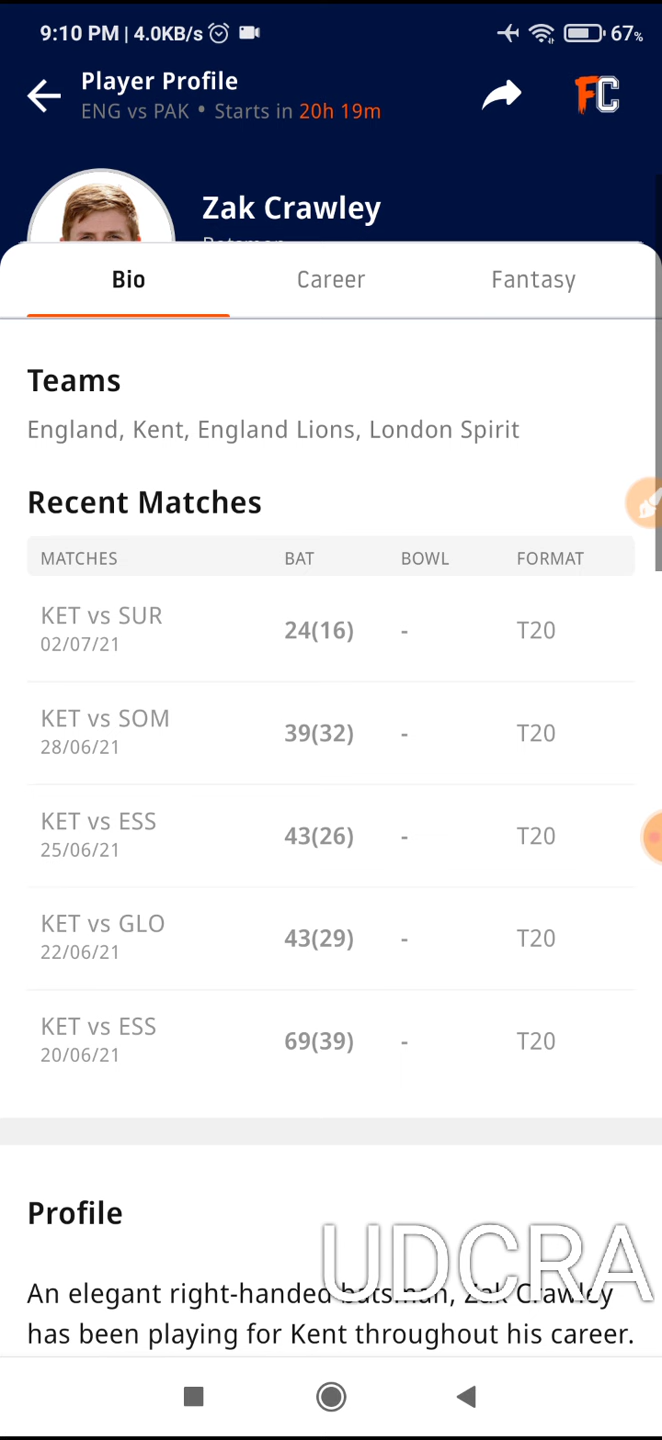 9:10 PM | 4.0KB/s 67%
Player Profile
ENG vs PAK • Starts in 20h 19m
FC
Zak Crawley
Bio Career Fantasy
Teams
England, Kent, England Lions, London Spirit
Recent Matches
MATCHES BAT BOWL FORMAT
KET vs SUR
02/07/21
24(16) - T20
KET vs SOM
28/06/21
39(32) - T20
KET vs ESS
25/06/21
43(26) - T20
KET vs GLO
22/06/21
43(29) - T20
KET vs ESS
20/06/21
69(39) - T20
Profile
UDCRA
An elegant right-handed batsman, Zak Crawley
has been playing for Kent throughout his career.